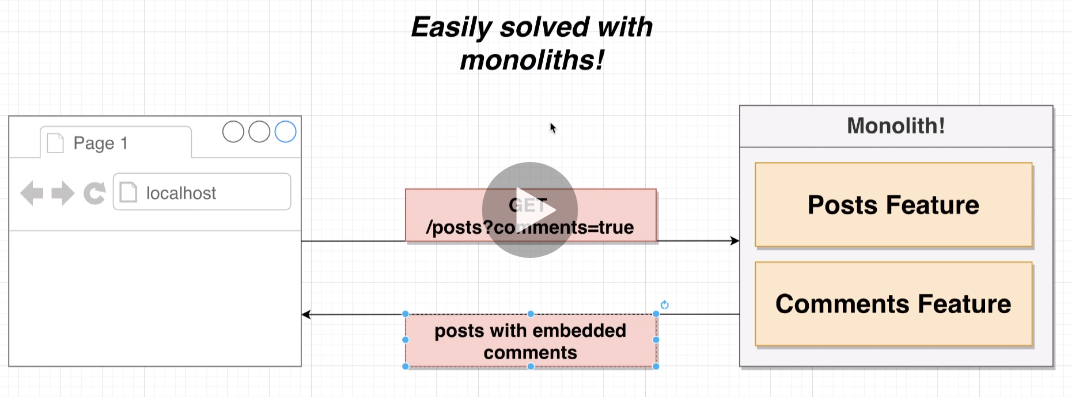 Easily solved with
monoliths!
Page 1
localhost
GET
/posts?comments=true
posts with embedded
comments
Monolith!
Posts Feature
Comments Feature